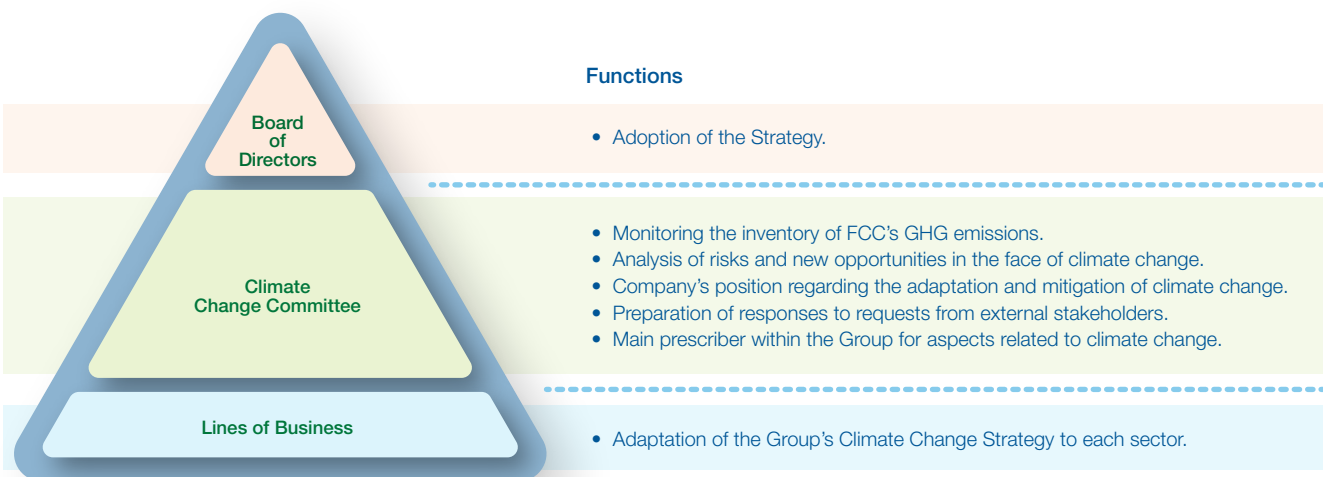 Functions
Board
of
Directors
• Adoption of the Strategy.
Climate
Change Committee
• Monitoring the inventory of FCC’s GHG emissions.
• Analysis of risks and new opportunities in the face of climate change.
• Company’s position regarding the adaptation and mitigation of climate change.
• Preparation of responses to requests from external stakeholders.
• Main prescriber within the Group for aspects related to climate change.
Lines of Business
• Adaptation of the Group’s Climate Change Strategy to each sector.